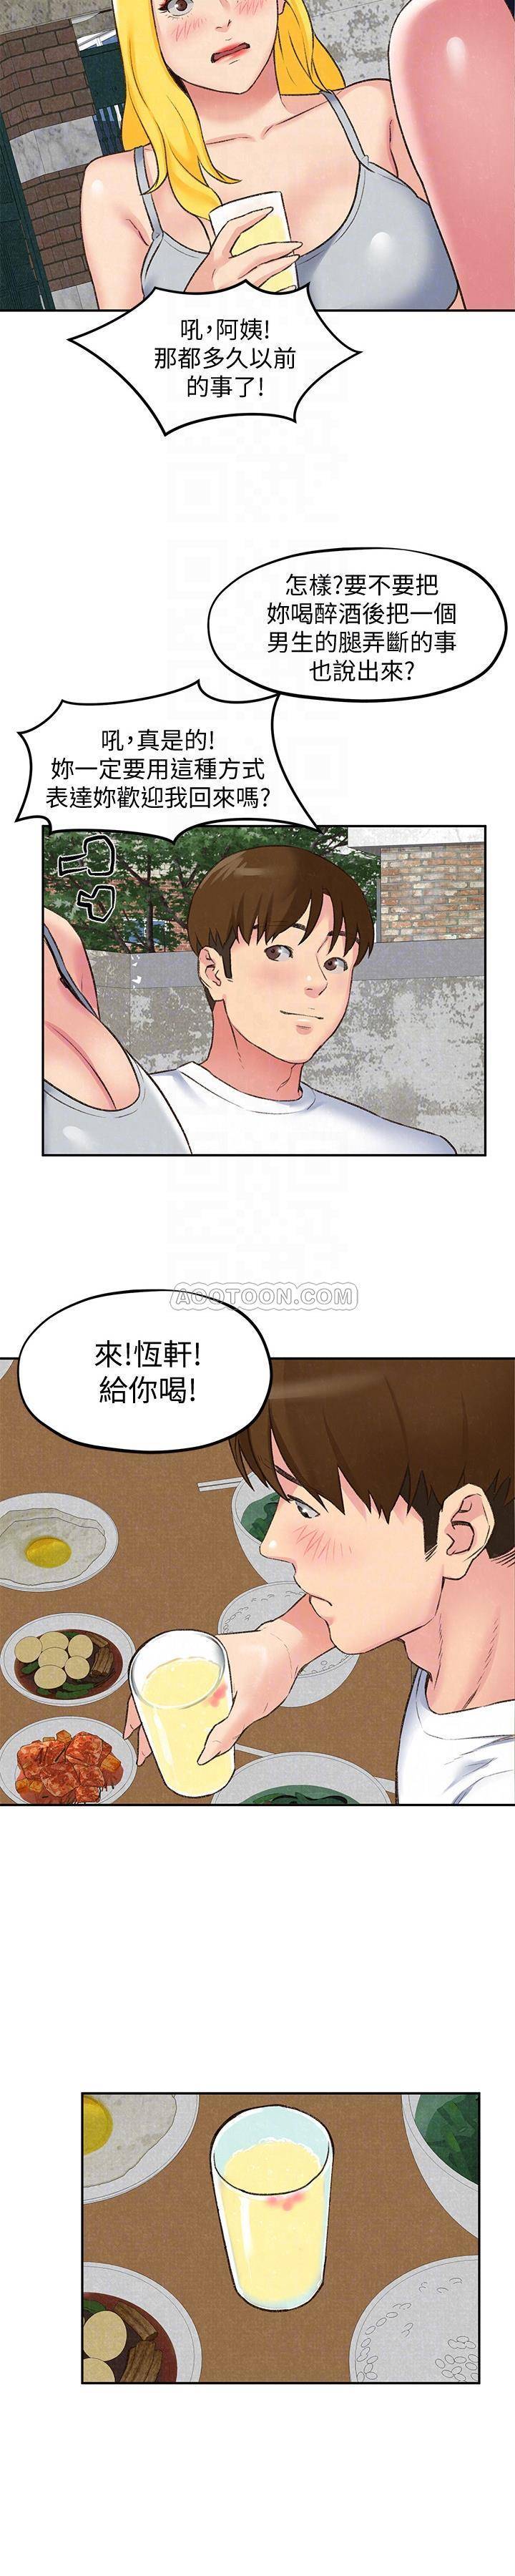 吼，阿姨！
那都多久以前
的事了！
怎樣？要不要把
妳喝醉酒後把一個
男生的腿弄斷的事
也說出來？
吼，真是的！
妳一定要用這種方式
表達妳歡迎我回來嗎？
AOOTOON.COM
來！恆軒！
給你喝！